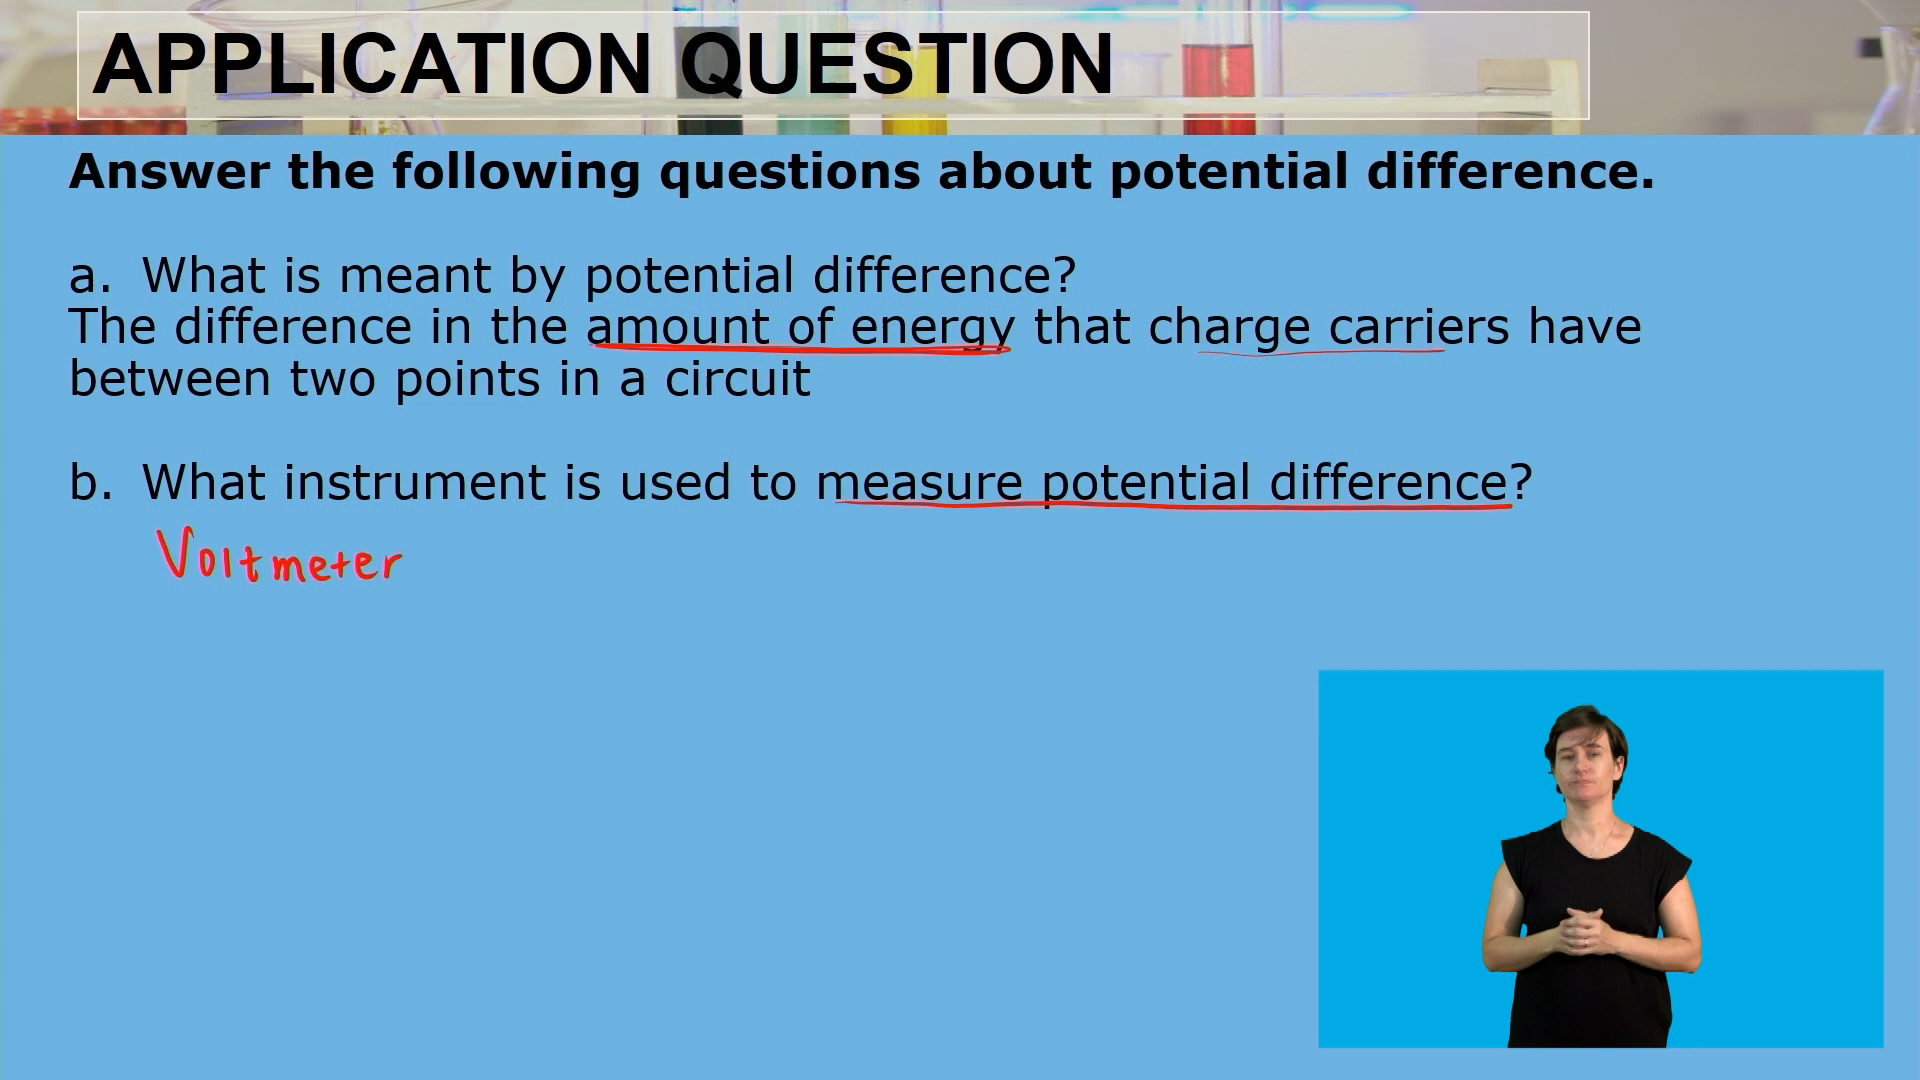 APPLICATION QUESTION
Answer the following questions about potential difference.
a. What is meant by potential difference?
The difference in the amount of energy that charge carriers have
between two points in a circuit
b. What instrument is used to measure potential difference?
Voltmeter